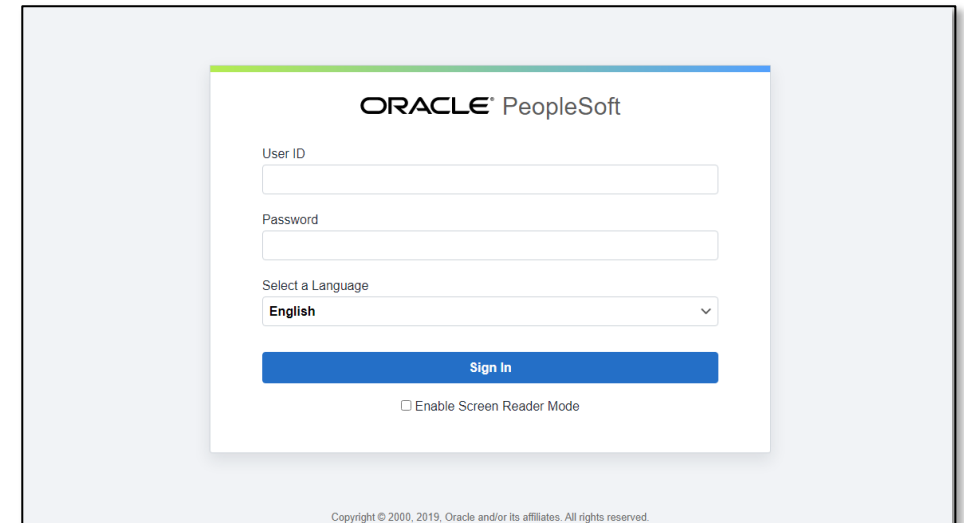 ORACLE® PeopleSoft
User ID
Password
Select a Language
English
Sign In
Enable Screen Reader Mode
Copyright © 2000, 2019, Oracle and/or its affiliates. All rights reserved.